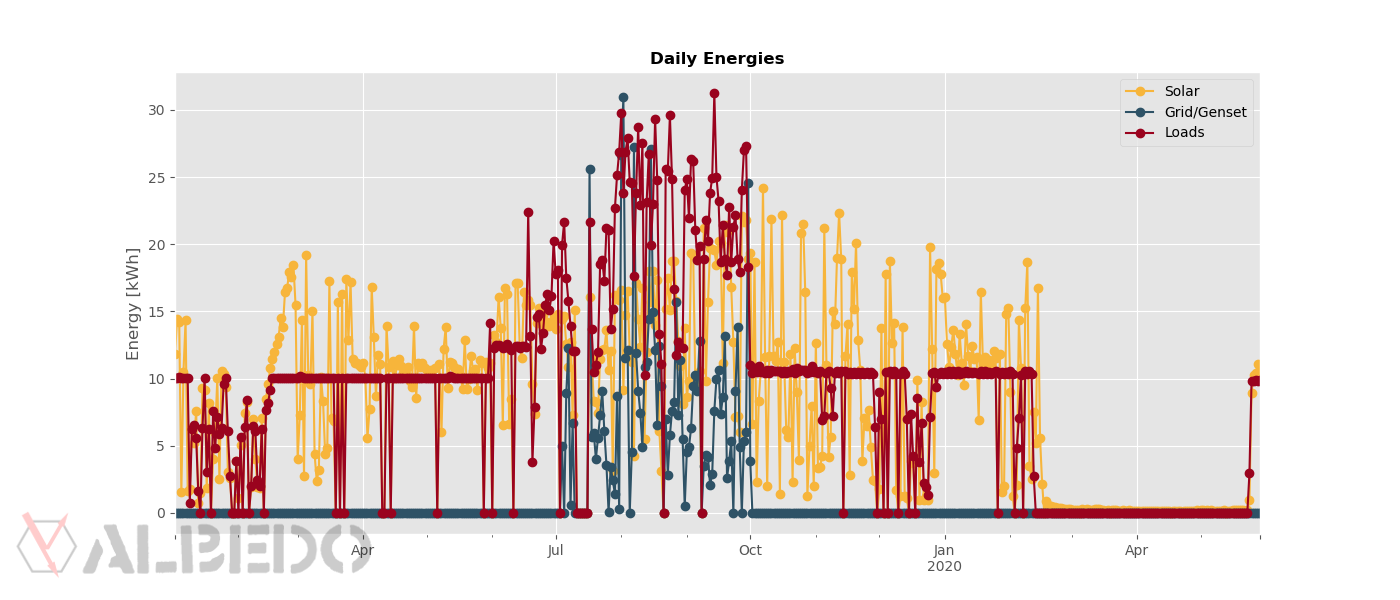 Daily Energies
Energy [kWh]
30
25
20
15
10
5
0
Solar
Grid/Genset
Loads
Apr
Jul
Oct
Jan
2020
Apr
ALBEDO